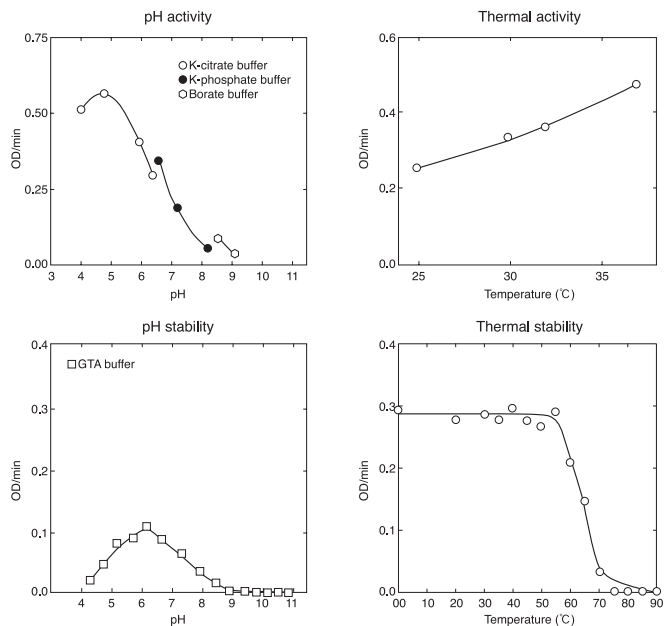 pH activity
0.75
0.50
0.25
0.00
OD/min
K-citrate buffer
K-phosphate buffer
Borate buffer
3 4 5 6 7 8 9 10 11
pH
Thermal activity
0.6
0.4
0.2
0.0
OD/min
25 30 35
Temperature (℃)
pH stability
0.4
0.3
0.2
0.1
0.0
OD/min
GTA buffer
3 4 5 6 7 8 9 10 11
pH
Thermal stability
0.4
0.3
0.2
0.1
0.0
OD/min
00 10 20 30 40 50 60 70 80 90
Temperature (℃)